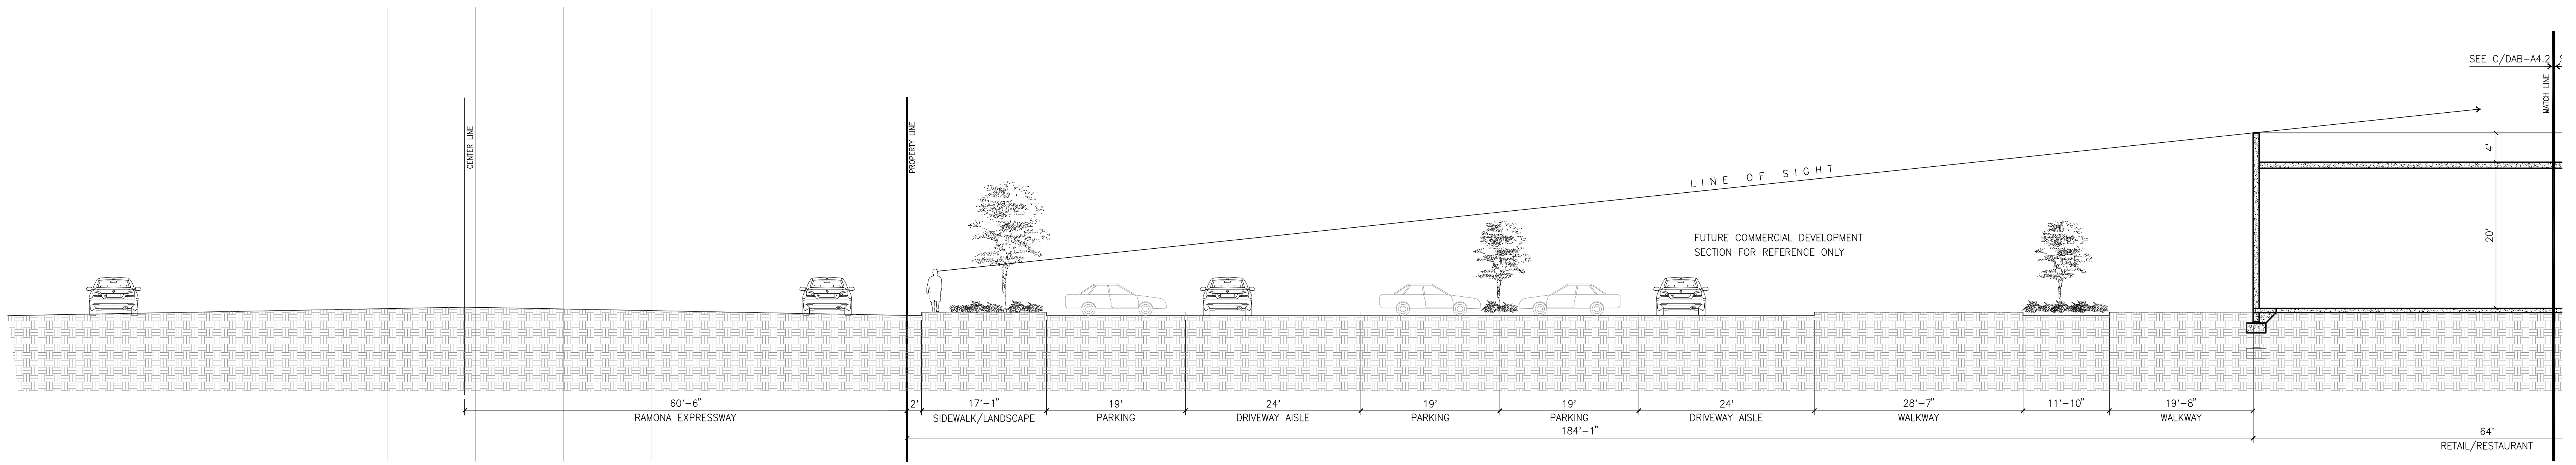 SEE C/DAB-A4.2
MATCH LINE
CENTER LINE
PROPERTY LINE
LINE OF SIGHT
4'
20'
FUTURE COMMERCIAL DEVELOPMENT
SECTION FOR REFERENCE ONLY
60'-6"
2'
17'-1"
19'
24'
19'
19'
24'
28'-7"
11'-10"
19'-8"
RAMONA EXPRESSWAY
SIDEWALK/LANDSCAPE
PARKING
DRIVEWAY AISLE
PARKING
PARKING
DRIVEWAY AISLE
WALKWAY
WALKWAY
184'-1"
64'
RETAIL/RESTAURANT